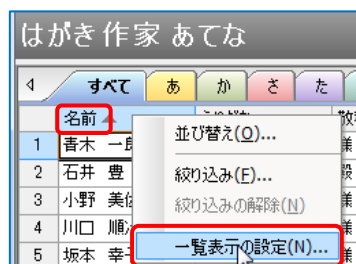 はがき作家 あてな
すべて あ か さ た
名前
並び替え(O)...
1 青木 一
2 石井 豊
絞り込み(F)...
3 小野 美
絞り込みの解除(N)
4 川口 順
5 坂本 幸
一覧表示の設定(N)...